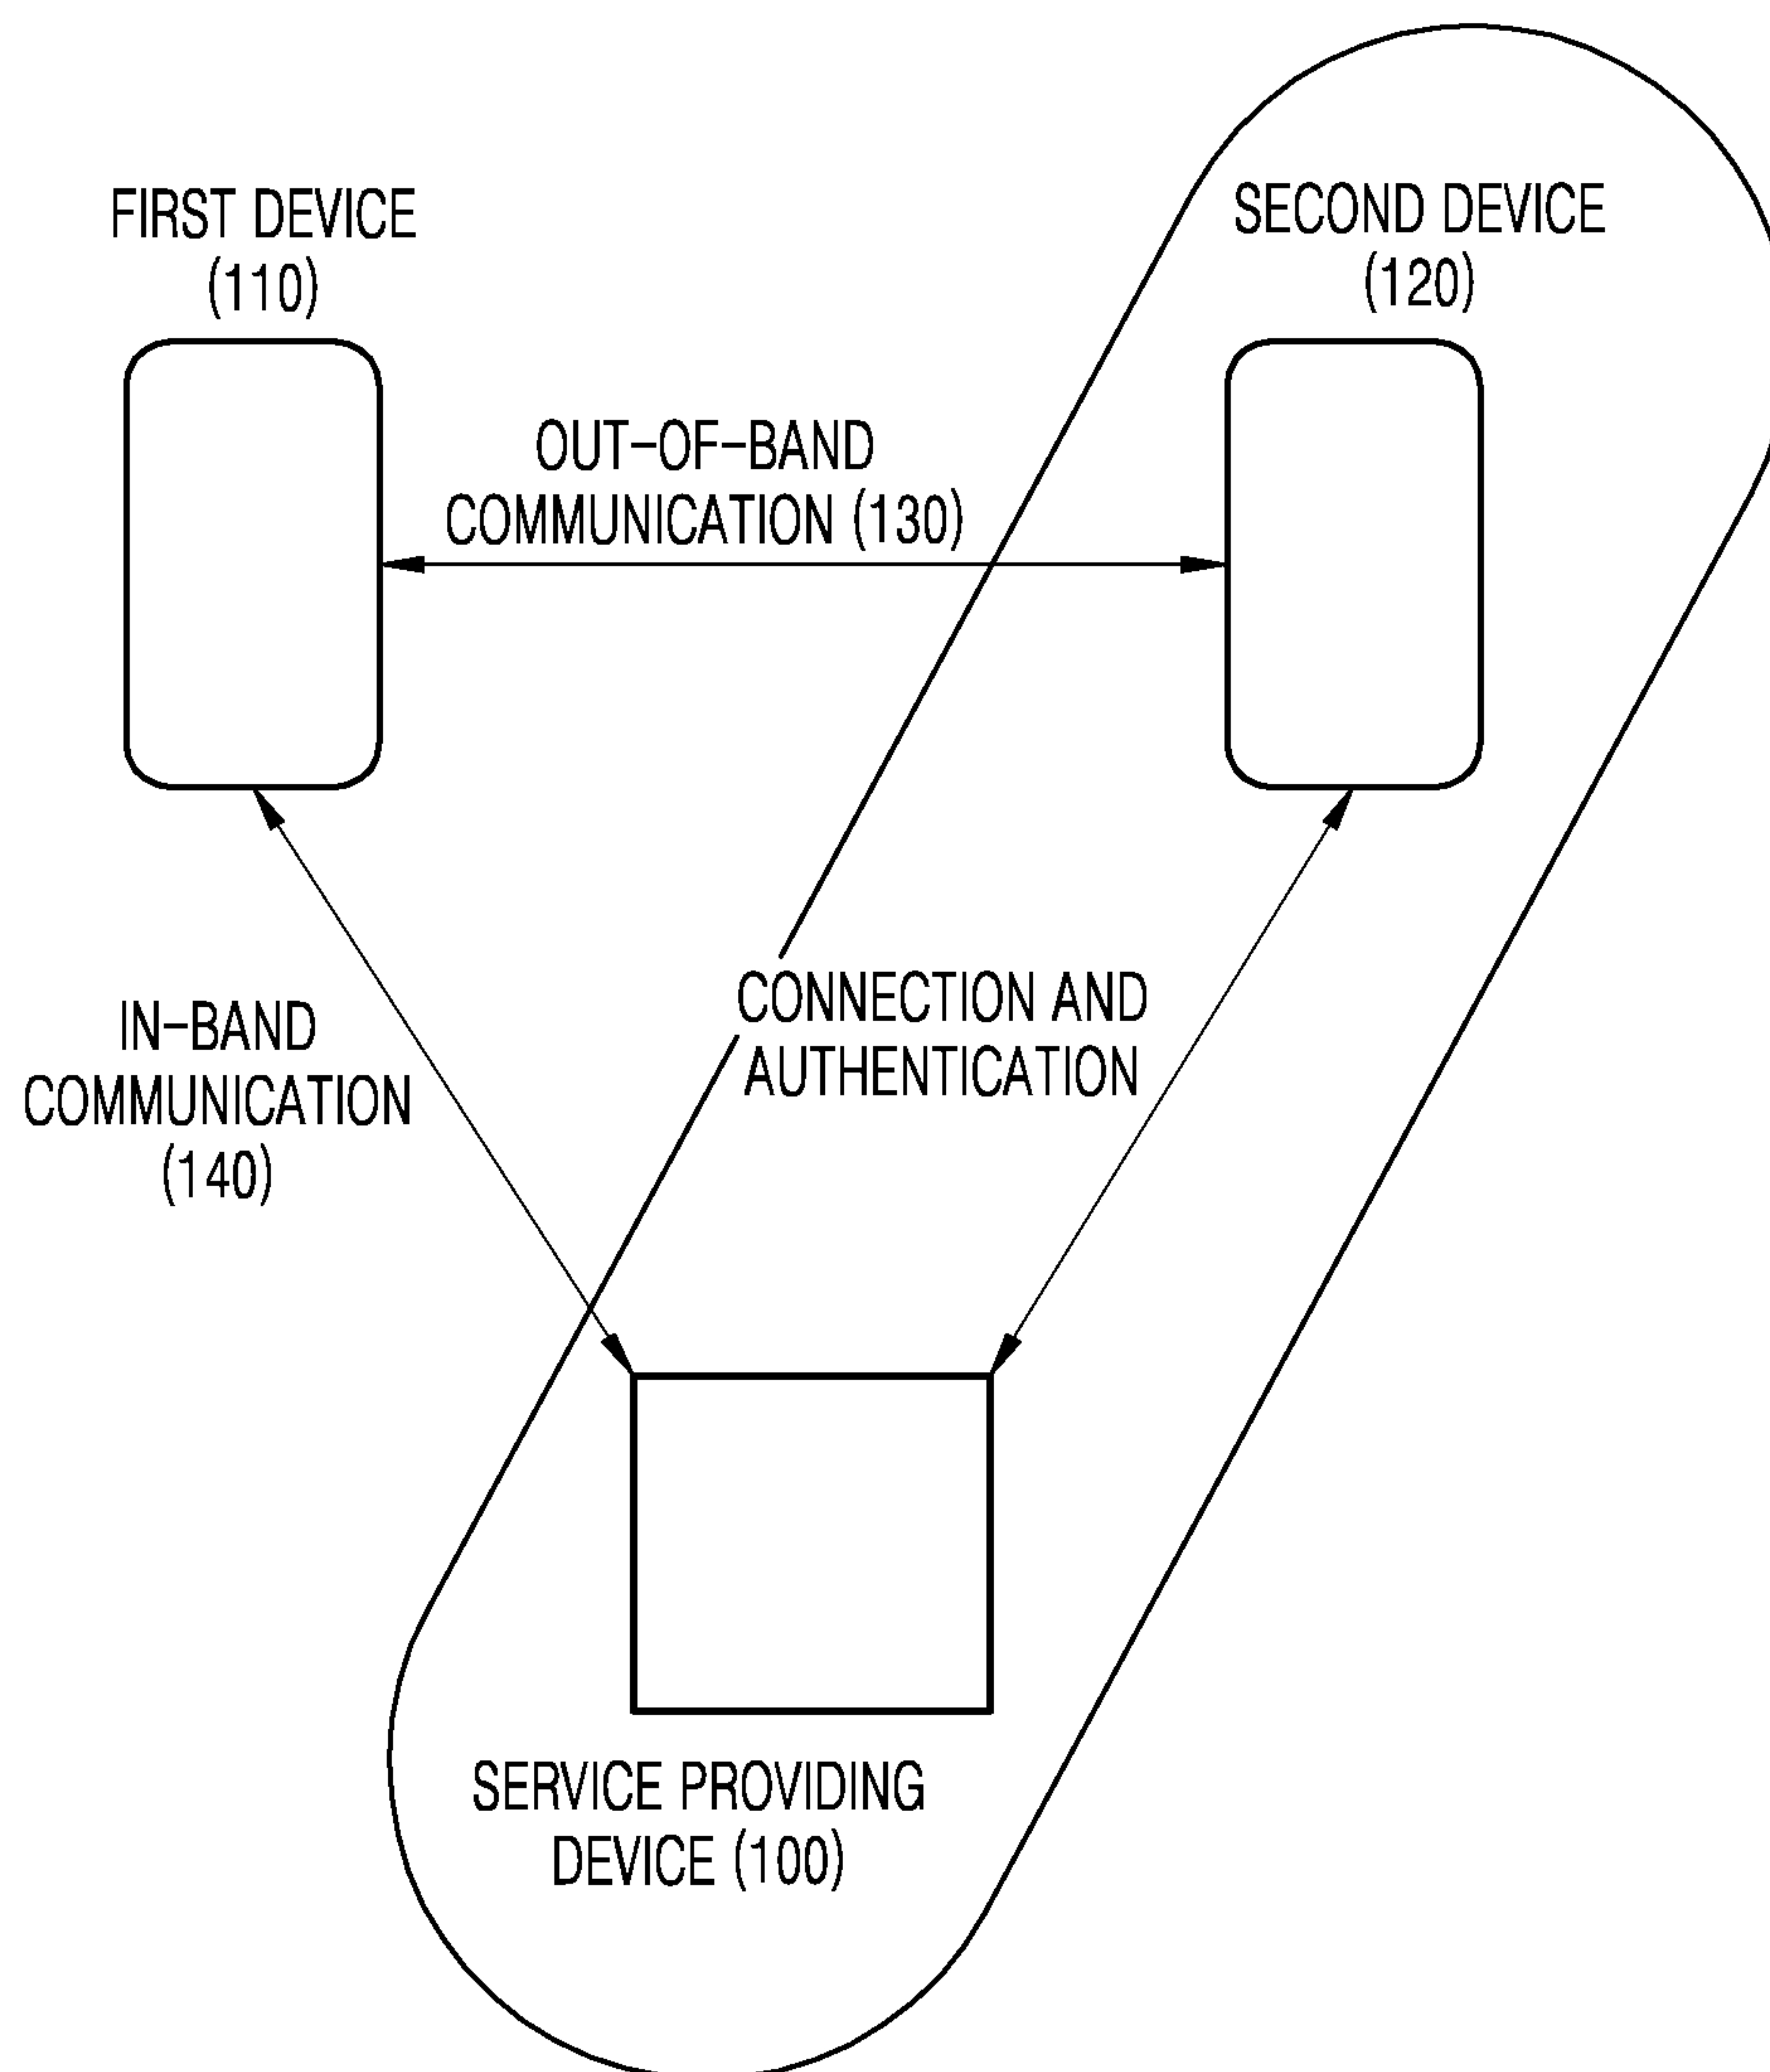 FIRST DEVICE
(110)
SECOND DEVICE
(120)
OUT-OF-BAND
COMMUNICATION (130)
IN-BAND
COMMUNICATION
(140)
CONNECTION AND
AUTHENTICATION
SERVICE PROVIDING
DEVICE (100)